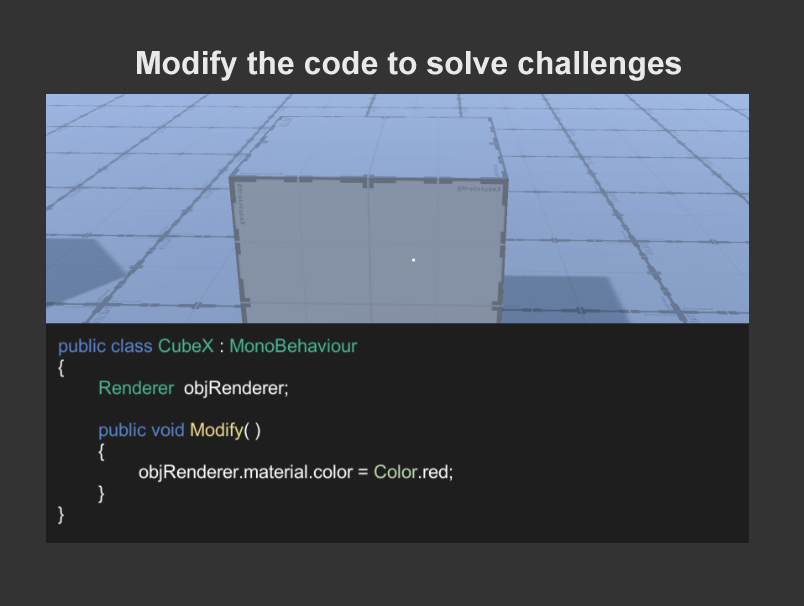 Modify the code to solve challenges
[Prototype]
public class CubeX : MonoBehaviour
{
Renderer objRenderer;
public void Modify( )
{
objRenderer.material.color = Color.red;
}
}